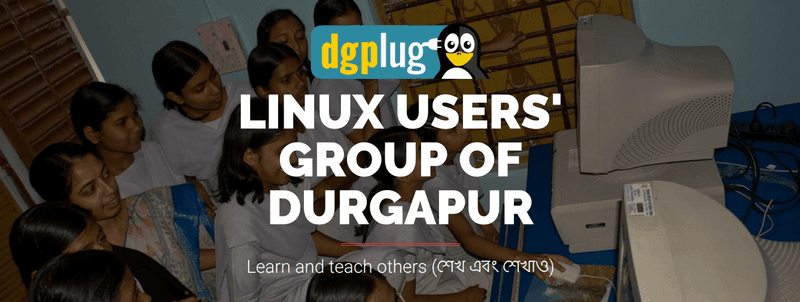 dgplug
LINUX USERS'
GROUP OF
DURGAPUR
Learn and teach others (শেখ এবং শেখাও)